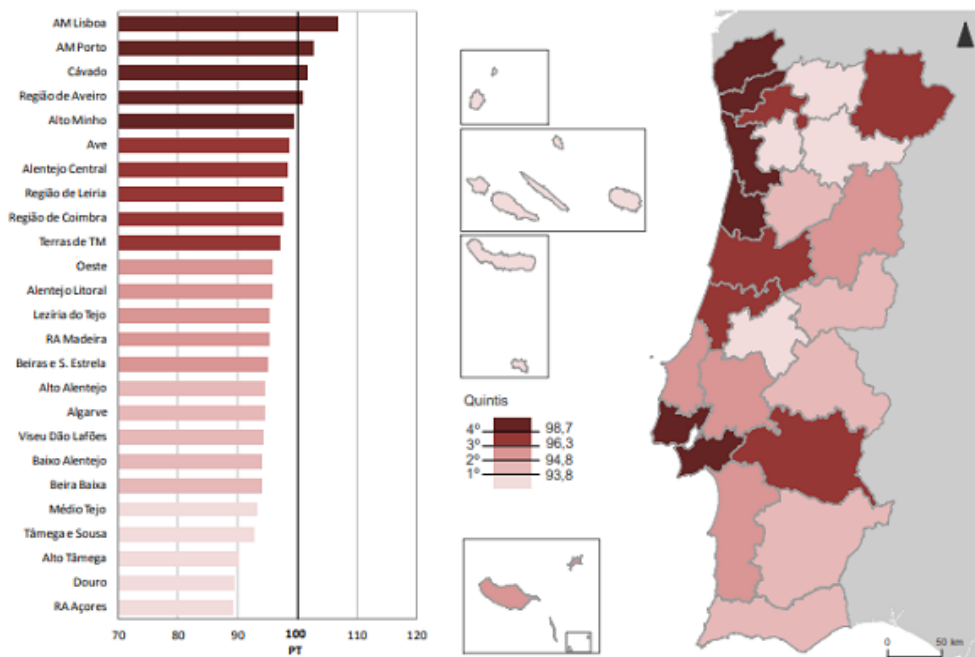 AM Lisboa
AM Porto
Cávado
Região de Aveiro
Alto Minho
Ave
Alentejo Central
Região de Leiria
Região de Coimbra
Terras de TM
Oeste
Alentejo Litoral
Lezíria do Tejo
RA Madeira
Beiras e S. Estrela
Alto Alentejo
Algarve
Viseu Dão Lafões
Baixo Alentejo
Beira Baixa
Médio Tejo
Tâmega e Sousa
Alto Tâmega
Douro
RA Açores
70 80 90 100 110 120
PT
Quintis
4º 98,7
3º 96,3
2º 94,8
1º 93,8
0 50 km